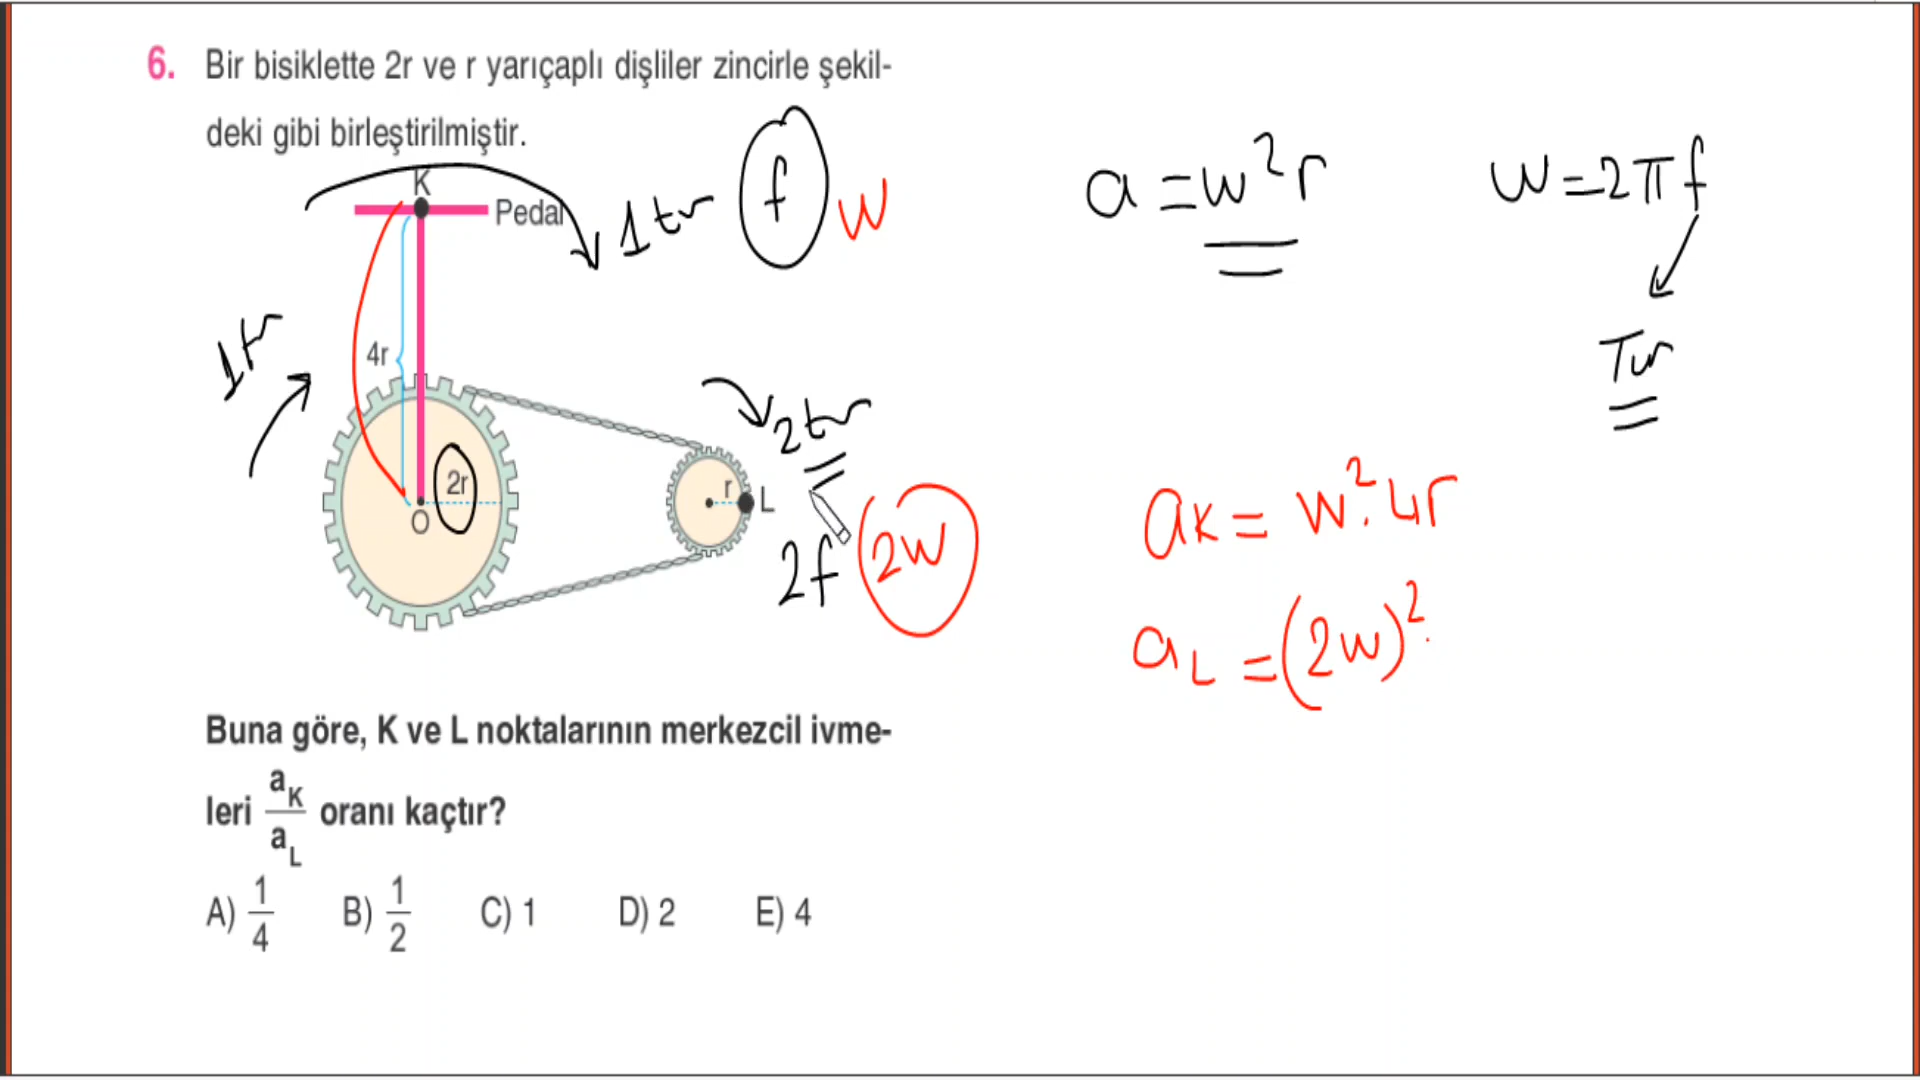 6. Bir bisiklette 2r ve r yarıçaplı dişliler zincirle şekil-
deki gibi birleştirilmiştir.
K
Pedal
1 tur
f
w
a = w²r
w = 2πf
Tur
1 tur
4r
2r
O
r
L
2 tur
2f
2w
aK = w².4r
aL = (2w)².
Buna göre, K ve L noktalarının merkezcil ivme-
leri aK/aL oranı kaçtır?
A) 1/4 B) 1/2 C) 1 D) 2 E) 4